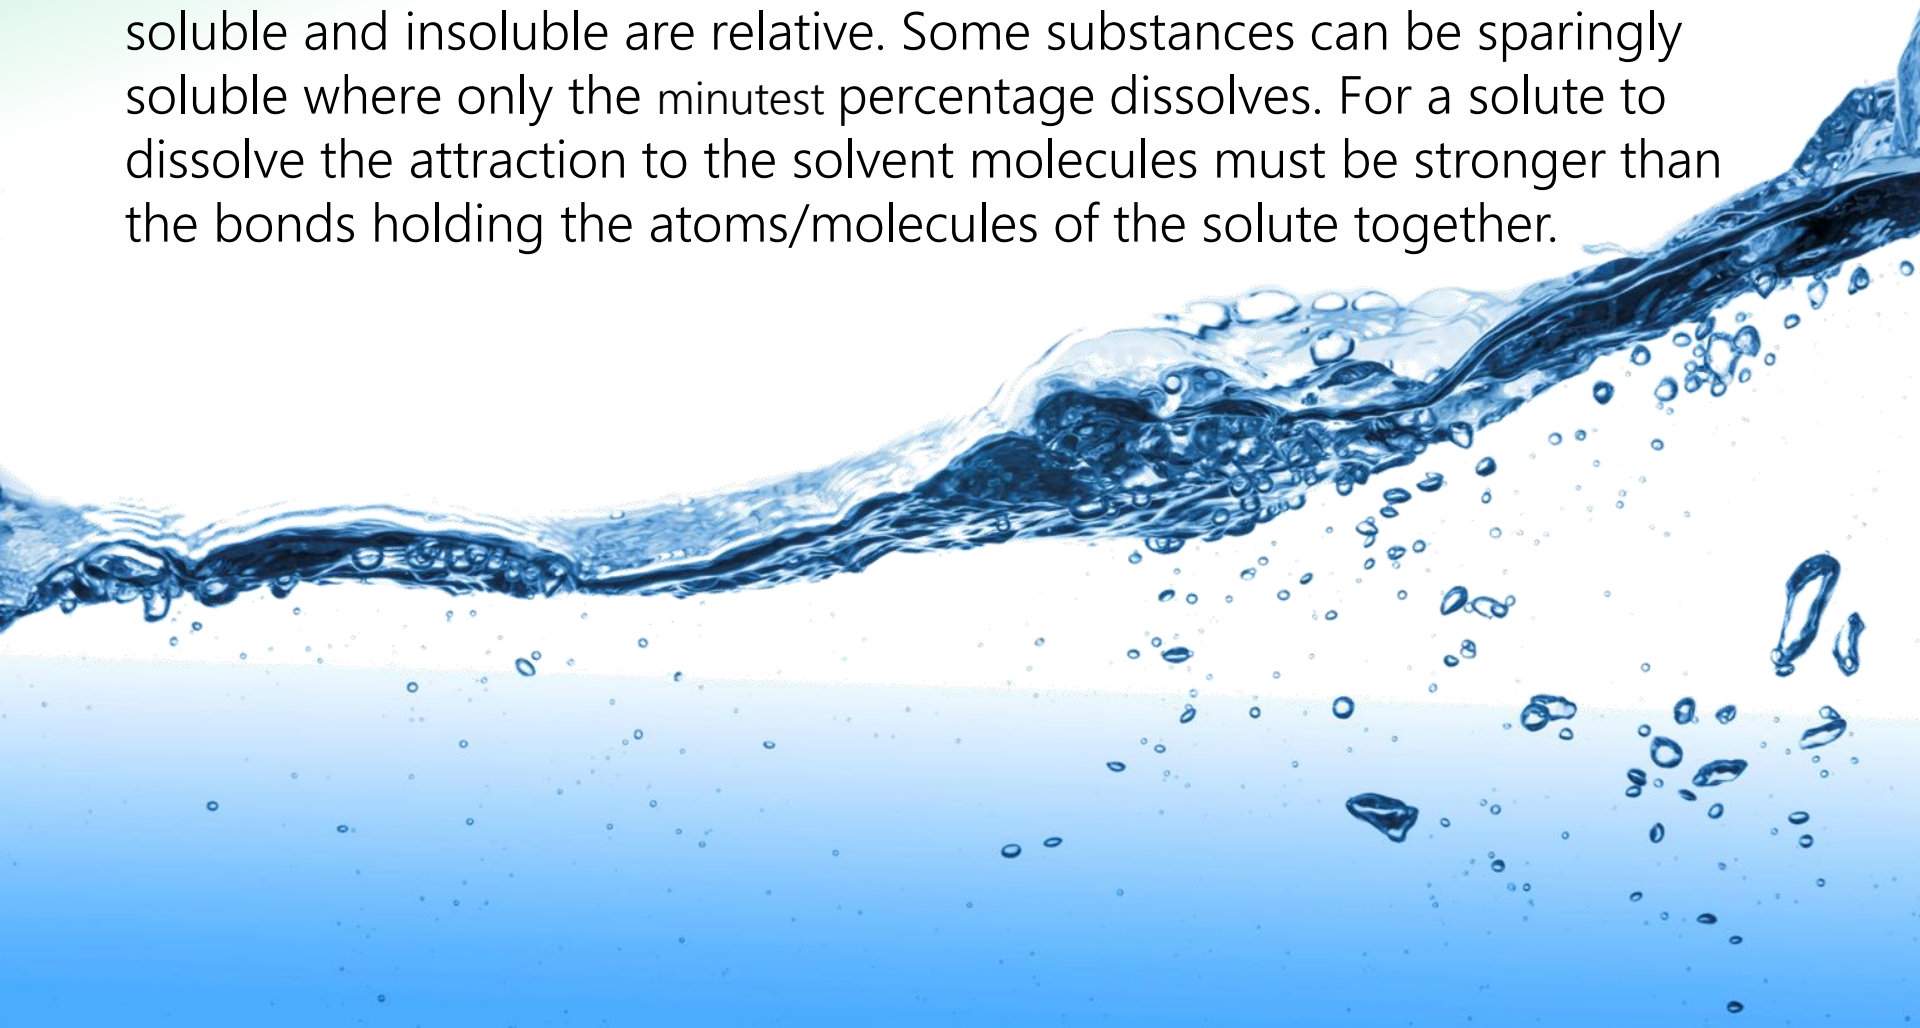 soluble and insoluble are relative. Some substances can be sparingly
soluble where only the minutest percentage dissolves. For a solute to
dissolve the attraction to the solvent molecules must be stronger than
the bonds holding the atoms/molecules of the solute together.